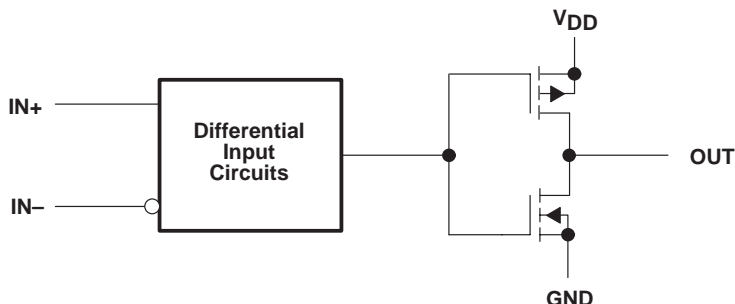 VDD
IN+
Differential
Input
Circuits
OUT
IN–
GND